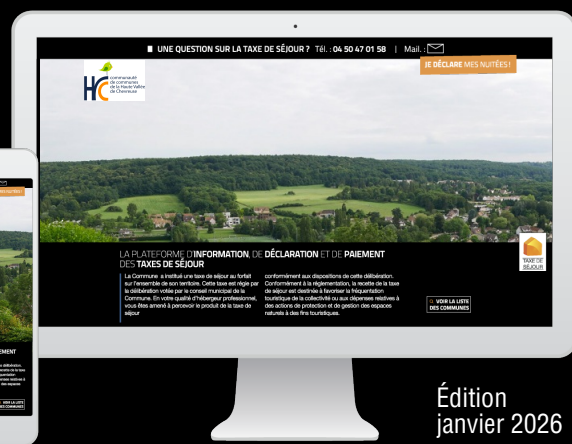 UNE QUESTION SUR LA TAXE DE SÉJOUR ? Tél. : 04 50 47 01 58 | Mail. :
JE DÉCLARE MES NUITÉES !
HC
communauté
de communes
de la Haute Vallée
de Chevreuse
LA PLATEFORME D'INFORMATION, DE DÉCLARATION ET DE PAIEMENT
DES TAXES DE SÉJOUR
La Commune a institué une taxe de séjour au forfait
sur l'ensemble de son territoire. Cette taxe est régie par
la délibération votée par le conseil municipal de la
Commune. En votre qualité d'hébergeur professionnel,
vous êtes amené à percevoir le produit de la taxe de
séjour
conformément aux dispositions de cette délibération.
Conformément à la réglementation, la recette de la taxe
de séjour est destinée à favoriser la fréquentation
touristique de la collectivité ou aux dépenses relatives à
des actions de protection et de gestion des espaces
naturels à des fins touristiques.
TAXE DE
SÉJOUR
VOIR LA LISTE
DES COMMUNES
EMENT
VOIR LA LISTE
DES COMMUNES
Édition
janvier 2026